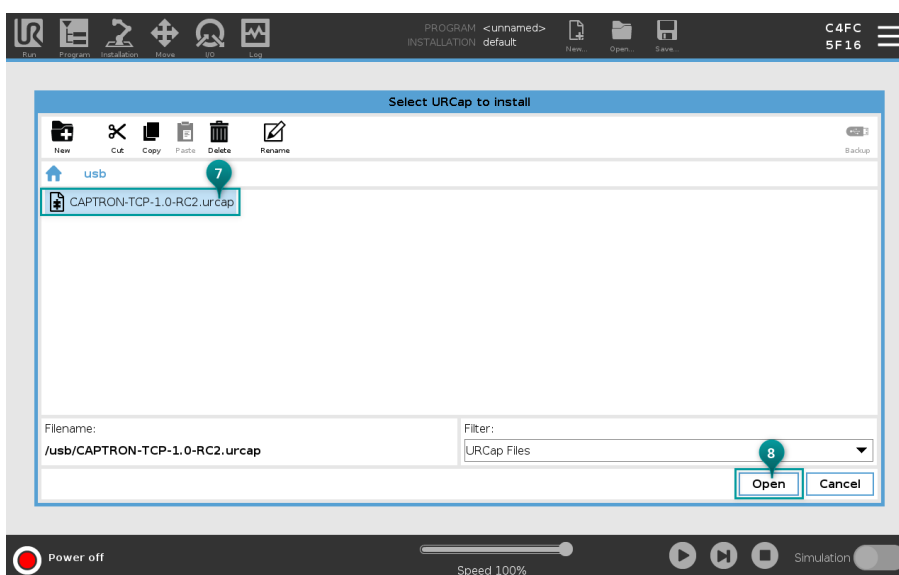 UR
PROGRAM <unnamed>
INSTALLATION default
C4FC
5F16
Run Program Installation Move I/O Log New... Open... Save...
Select URCap to install
New Cut Copy Paste Delete Rename Backup
usb
7
CAPTRON-TCP-1.0-RC2.urcap
Filename:
/usb/CAPTRON-TCP-1.0-RC2.urcap
Filter:
URCap Files
8
Open Cancel
Power off
Speed 100%
Simulation